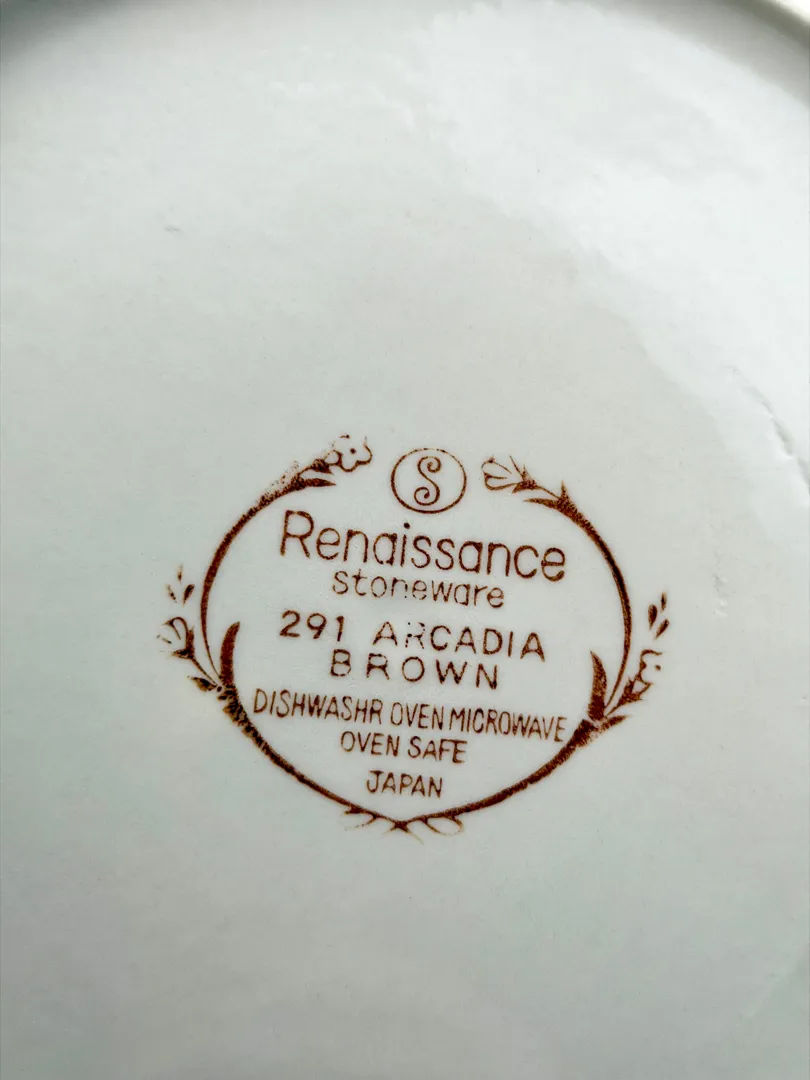 S
Renaissance
stoneware
291 ARCADIA
BROWN
DISHWASHR OVEN MICROWAVE
OVEN SAFE
JAPAN